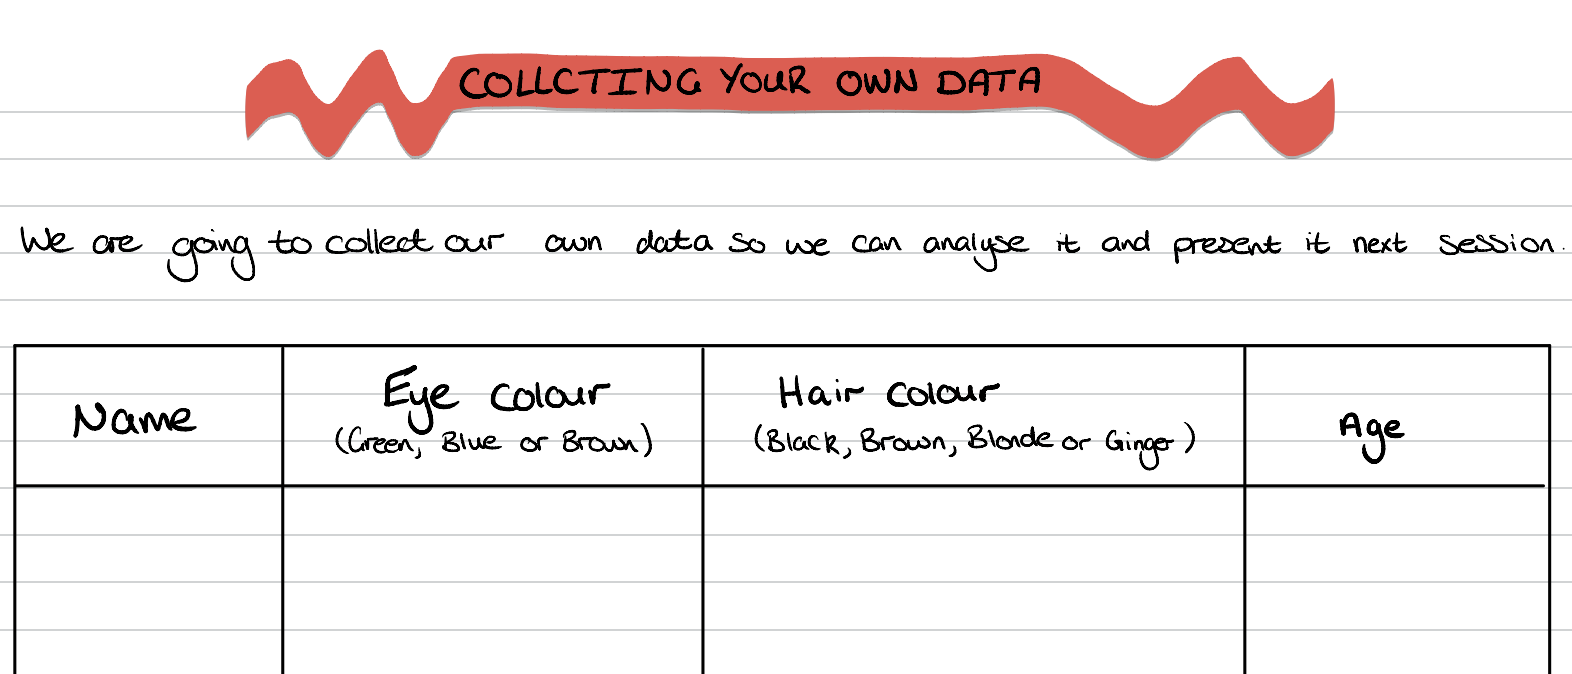 COLLCTING YOUR OWN DATA
We are going to collect our own data so we can analyse it and present it next session.
Name
Eye colour
(Green, Blue or Brown)
Hair colour
(Black, Brown, Blonde or Ginger)
Age